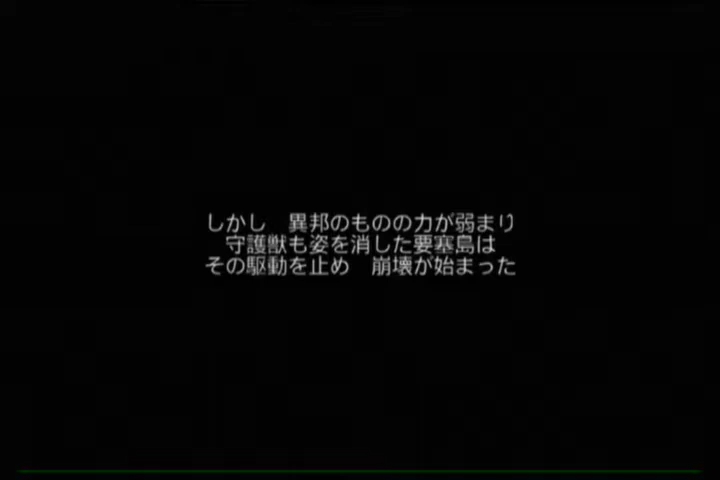 しかし　異邦のものの力が弱まり
守護獣も姿を消した要塞島は
その駆動を止め　崩壊が始まった